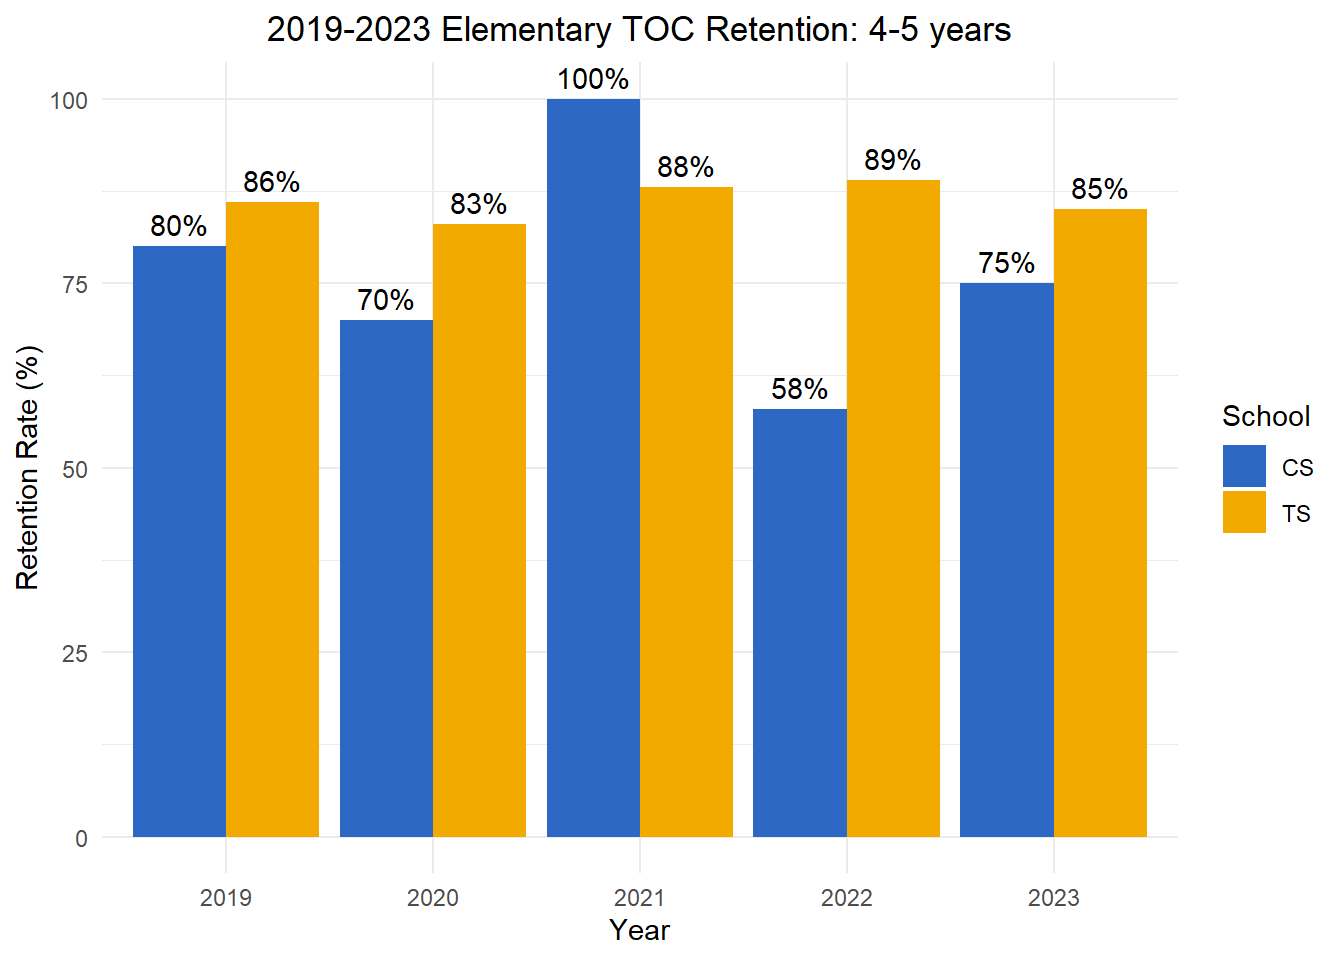 2019-2023 Elementary TOC Retention: 4-5 years
100%
100
89%
88%
86%
85%
83%
80%
75%
75
70%
58%
50
25
0
Retention Rate (%)
School
CS
TS
2019 2020 2021 2022 2023
Year